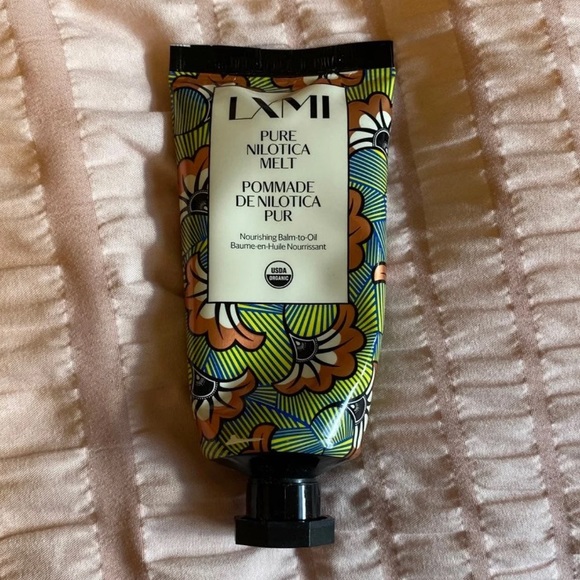 LXMI
PURE
NILOTICA
MELT
POMMADE
DE NILOTICA
PUR
Nourishing Balm-to-Oil
Baume-en-Huile Nourrissant
USDA
ORGANIC